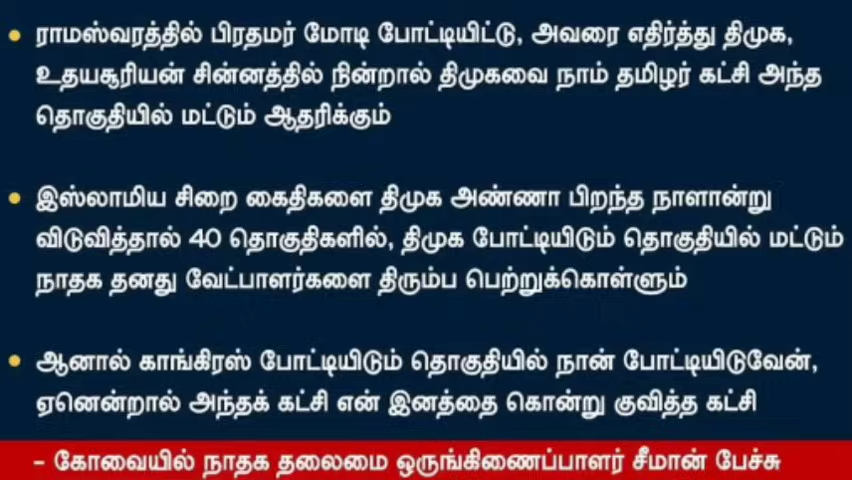 ராமஸ்வரத்தில் பிரதமர் மோடி போட்டியிட்டு, அவரை எதிர்த்து திமுக,
உதயசூரியன் சின்னத்தில் நின்றால் திமுகவை நாம் தமிழர் கட்சி அந்த
தொகுதியில் மட்டும் ஆதரிக்கும்
இஸ்லாமிய சிறை கைதிகளை திமுக அண்ணா பிறந்த நாளான்று
விடுவித்தால் 40 தொகுதிகளில், திமுக போட்டியிடும் தொகுதியில் மட்டும்
நாதக தனது வேட்பாளர்களை திரும்ப பெற்றுக்கொள்ளும்
ஆனால் காங்கிரஸ் போட்டியிடும் தொகுதியில் நான் போட்டியிடுவேன்,
ஏனென்றால் அந்தக் கட்சி என் இனத்தை கொன்று குவித்த கட்சி
- கோவையில் நாதக தலைமை ஒருங்கிணைப்பாளர் சீமான் பேச்சு